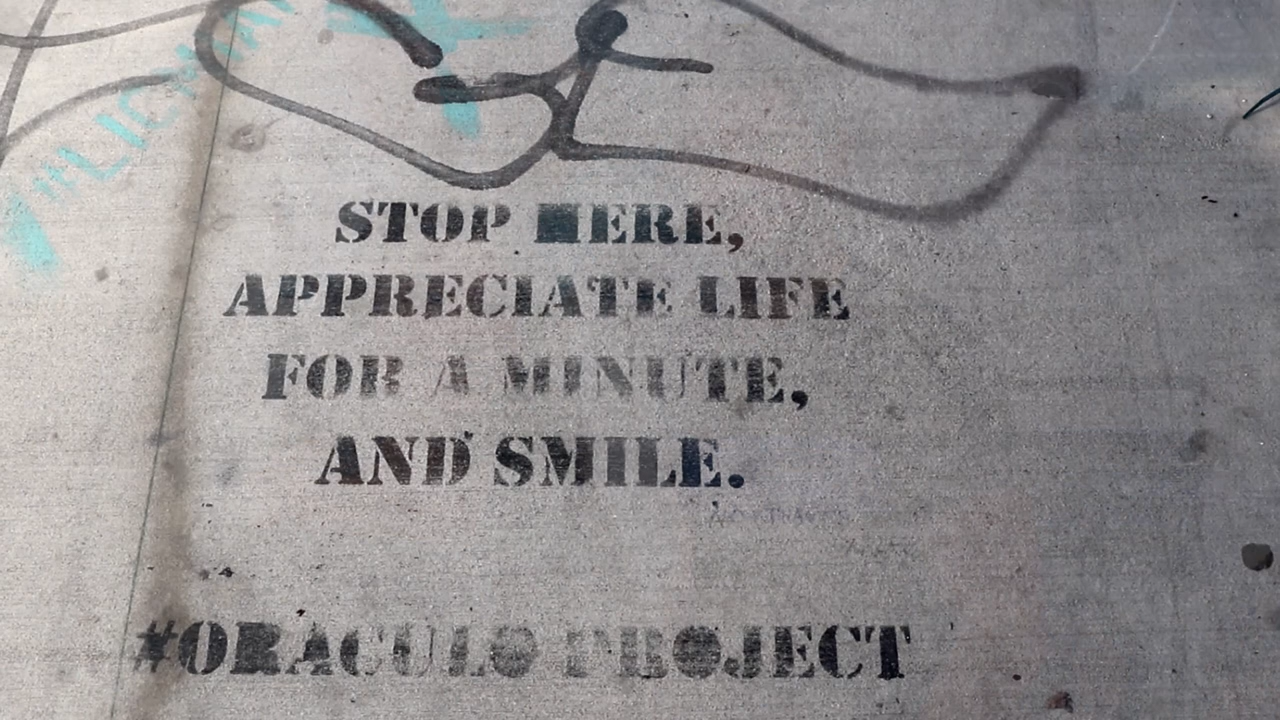 STOP HERE,
APPRECIATE LIFE
FOR A MINUTE,
AND SMILE.
#ORACULO PROJECT